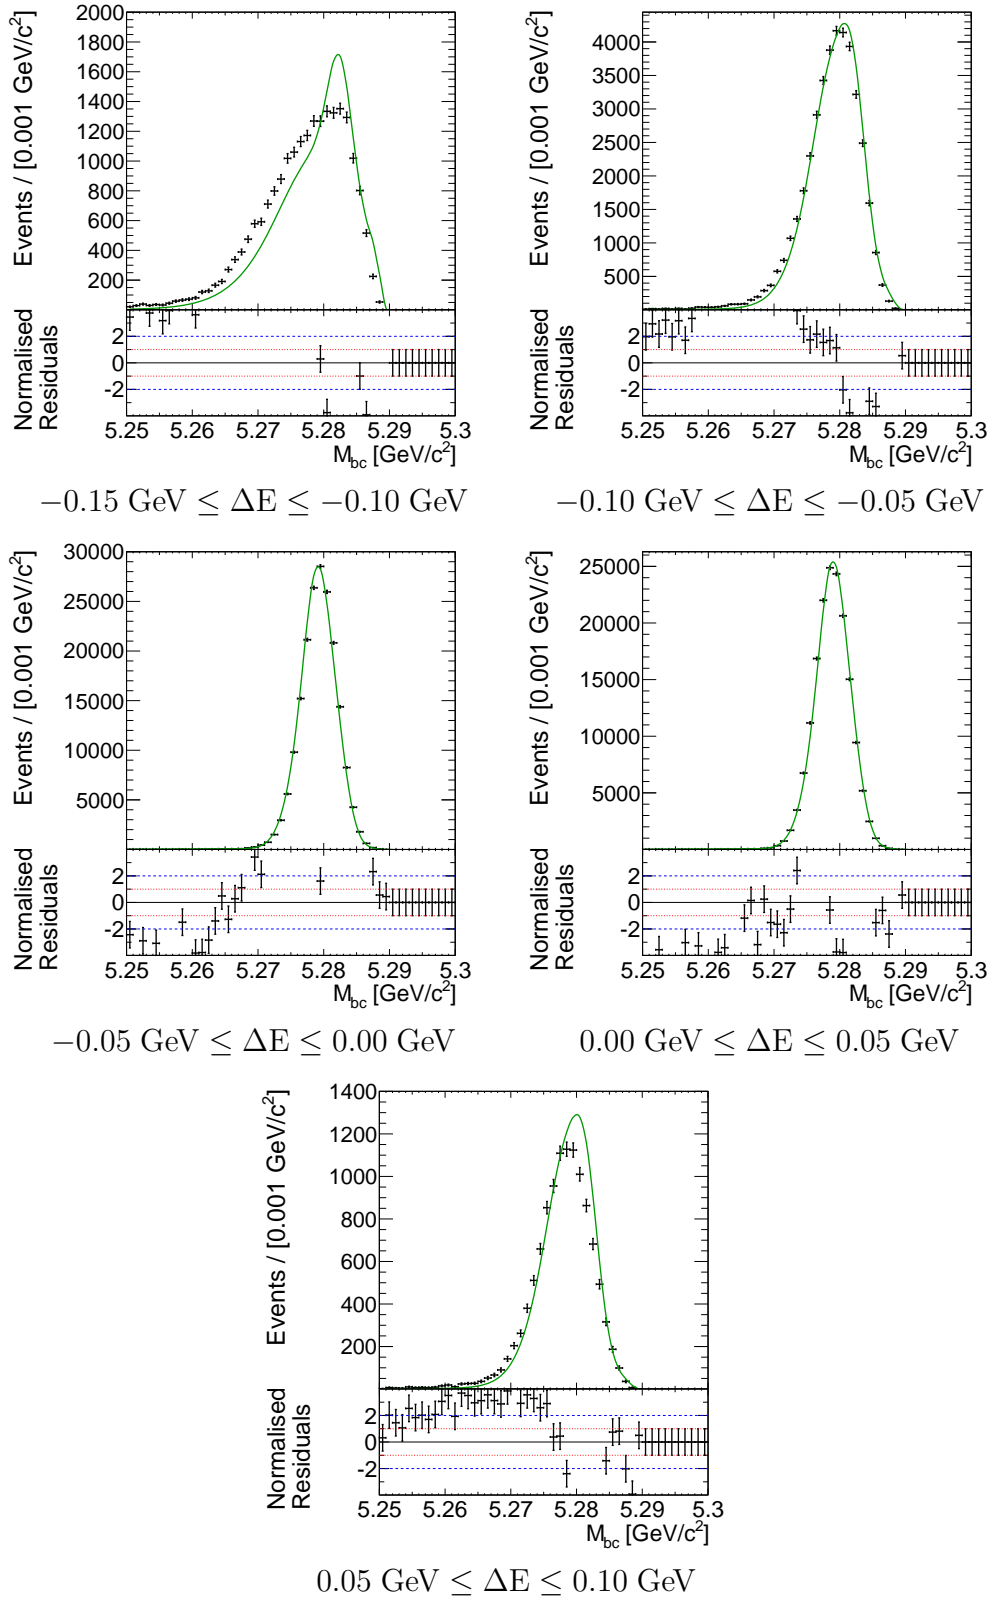 Events / [0.001 GeV/c²]
2000
1800
1600
1400
1200
1000
800
600
400
200
Normalised
Residuals
2
0
-2
5.25 5.26 5.27 5.28 5.29 5.3
M_bc [GeV/c²]
−0.15 GeV ≤ ΔE ≤ −0.10 GeV
Events / [0.001 GeV/c²]
4000
3500
3000
2500
2000
1500
1000
500
Normalised
Residuals
2
0
-2
5.25 5.26 5.27 5.28 5.29 5.3
M_bc [GeV/c²]
−0.10 GeV ≤ ΔE ≤ −0.05 GeV
Events / [0.001 GeV/c²]
30000
25000
20000
15000
10000
5000
Normalised
Residuals
2
0
-2
5.25 5.26 5.27 5.28 5.29 5.3
M_bc [GeV/c²]
−0.05 GeV ≤ ΔE ≤ 0.00 GeV
Events / [0.001 GeV/c²]
25000
20000
15000
10000
5000
Normalised
Residuals
2
0
-2
5.25 5.26 5.27 5.28 5.29 5.3
M_bc [GeV/c²]
0.00 GeV ≤ ΔE ≤ 0.05 GeV
Events / [0.001 GeV/c²]
1400
1200
1000
800
600
400
200
Normalised
Residuals
2
0
-2
5.25 5.26 5.27 5.28 5.29 5.3
M_bc [GeV/c²]
0.05 GeV ≤ ΔE ≤ 0.10 GeV